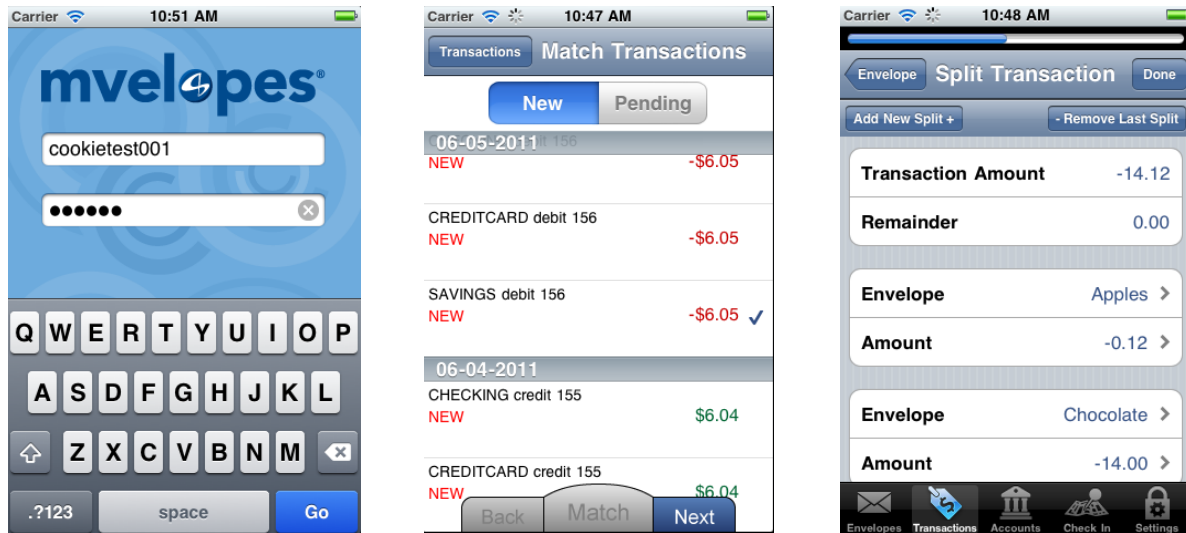 Carrier 10:51 AM
mvelopes®
cookietest001
●●●●●●
Q W E R T Y U I O P
A S D F G H J K L
Z X C V B N M
.?123 space Go
Carrier 10:47 AM
Transactions Match Transactions
New Pending
06-05-2011
NEW -$6.05
CREDITCARD debit 156
NEW -$6.05
SAVINGS debit 156
NEW -$6.05
06-04-2011
CHECKING credit 155
NEW $6.04
CREDITCARD credit 155
NEW $6.04
Back Match Next
Carrier 10:48 AM
Envelope Split Transaction Done
Add New Split + - Remove Last Split
Transaction Amount -14.12
Remainder 0.00
Envelope Apples
Amount -0.12
Envelope Chocolate
Amount -14.00
Envelopes Transactions Accounts Check In Settings